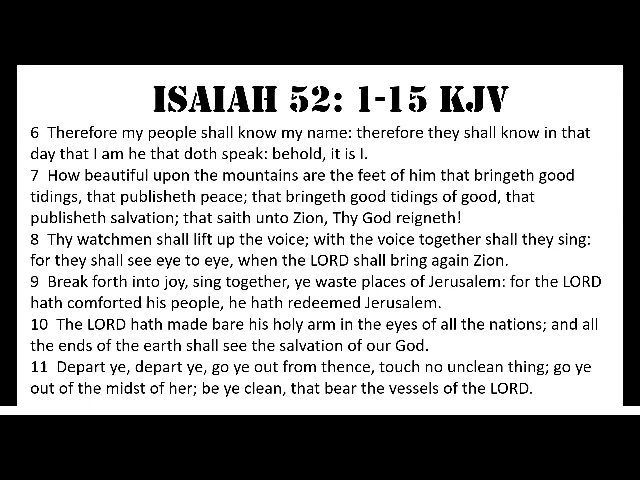 ISAIAH 52: 1-15 KJV
6  Therefore my people shall know my name: therefore they shall know in that
day that I am he that doth speak: behold, it is I.
7  How beautiful upon the mountains are the feet of him that bringeth good
tidings, that publisheth peace; that bringeth good tidings of good, that
publisheth salvation; that saith unto Zion, Thy God reigneth!
8  Thy watchmen shall lift up the voice; with the voice together shall they sing:
for they shall see eye to eye, when the LORD shall bring again Zion.
9  Break forth into joy, sing together, ye waste places of Jerusalem: for the LORD
hath comforted his people, he hath redeemed Jerusalem.
10  The LORD hath made bare his holy arm in the eyes of all the nations; and all
the ends of the earth shall see the salvation of our God.
11  Depart ye, depart ye, go ye out from thence, touch no unclean thing; go ye
out of the midst of her; be ye clean, that bear the vessels of the LORD.